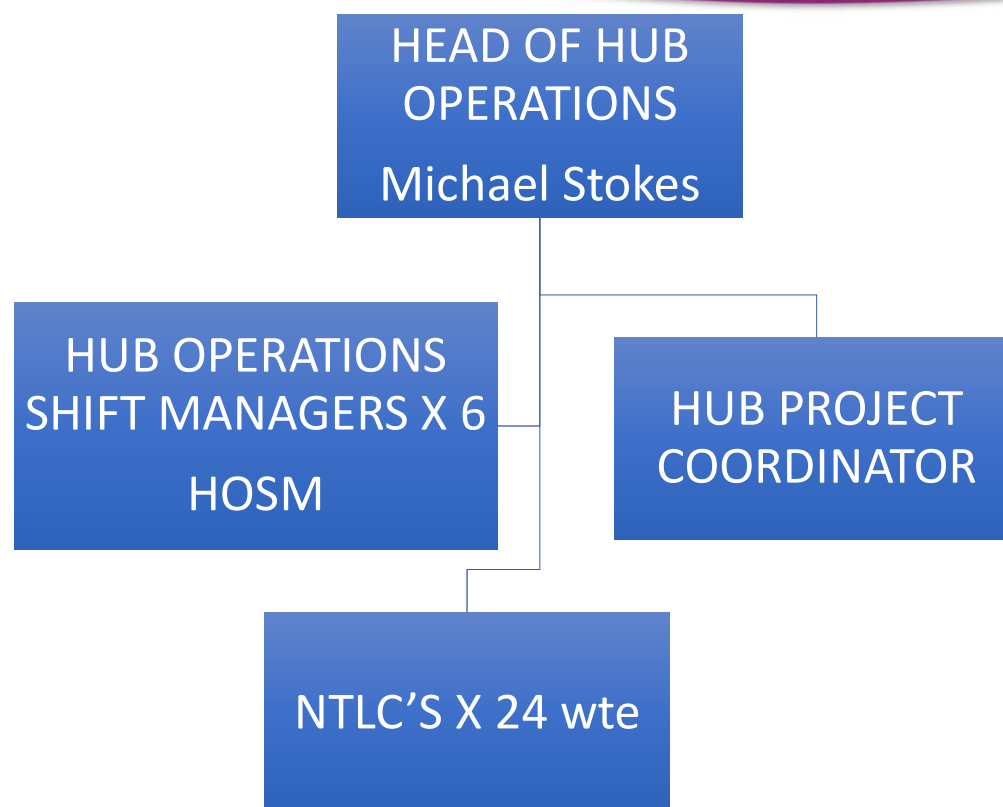 HEAD OF HUB
OPERATIONS
Michael Stokes
HUB OPERATIONS
SHIFT MANAGERS X 6
HOSM
HUB PROJECT
COORDINATOR
NTLC’S X 24 wte